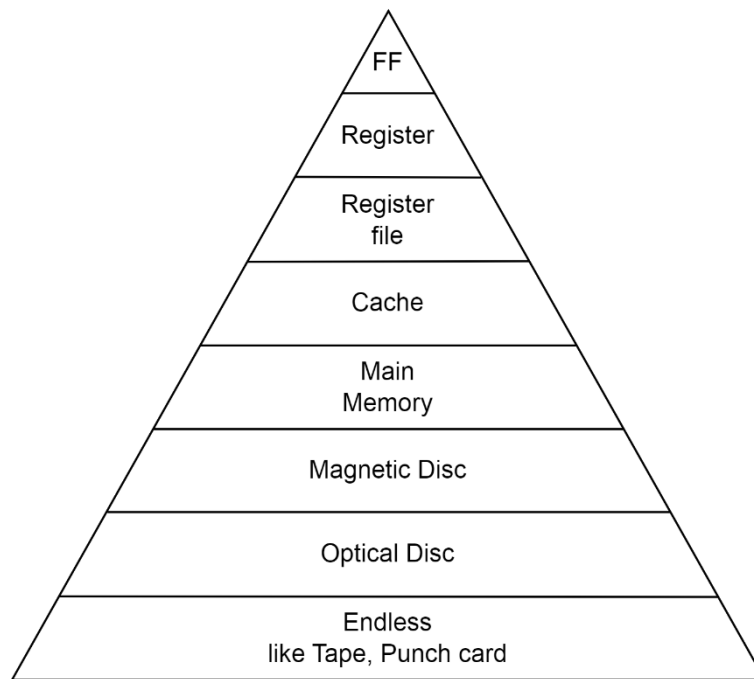 FF
Register
Register
file
Cache
Main
Memory
Magnetic Disc
Optical Disc
Endless
like Tape, Punch card